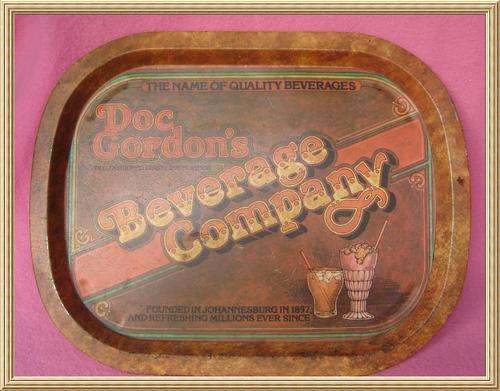 THE NAME OF QUALITY BEVERAGES
Doc
Gordon's
Beverage
Company
FOUNDED IN JOHANNESBURG IN 1897,
AND REFRESHING MILLIONS EVER SINCE